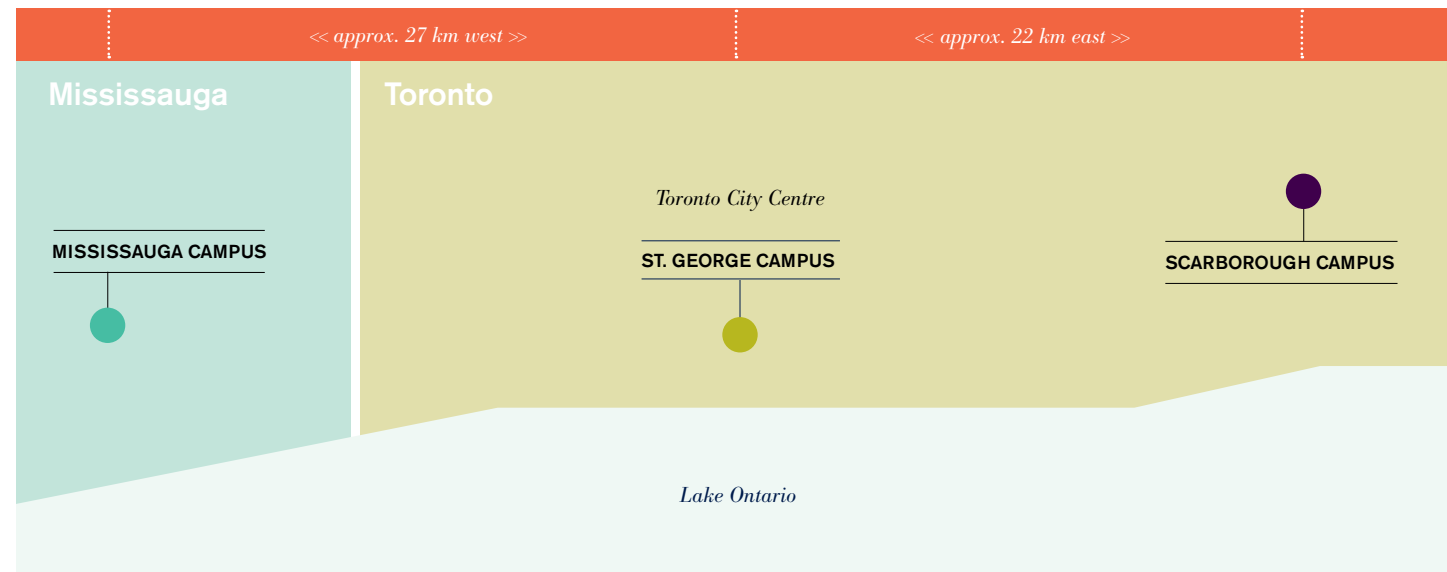 << approx. 27 km west >>
<< approx. 22 km east >>
Mississauga
Toronto
Toronto City Centre
MISSISSAUGA CAMPUS
ST. GEORGE CAMPUS
SCARBOROUGH CAMPUS
Lake Ontario